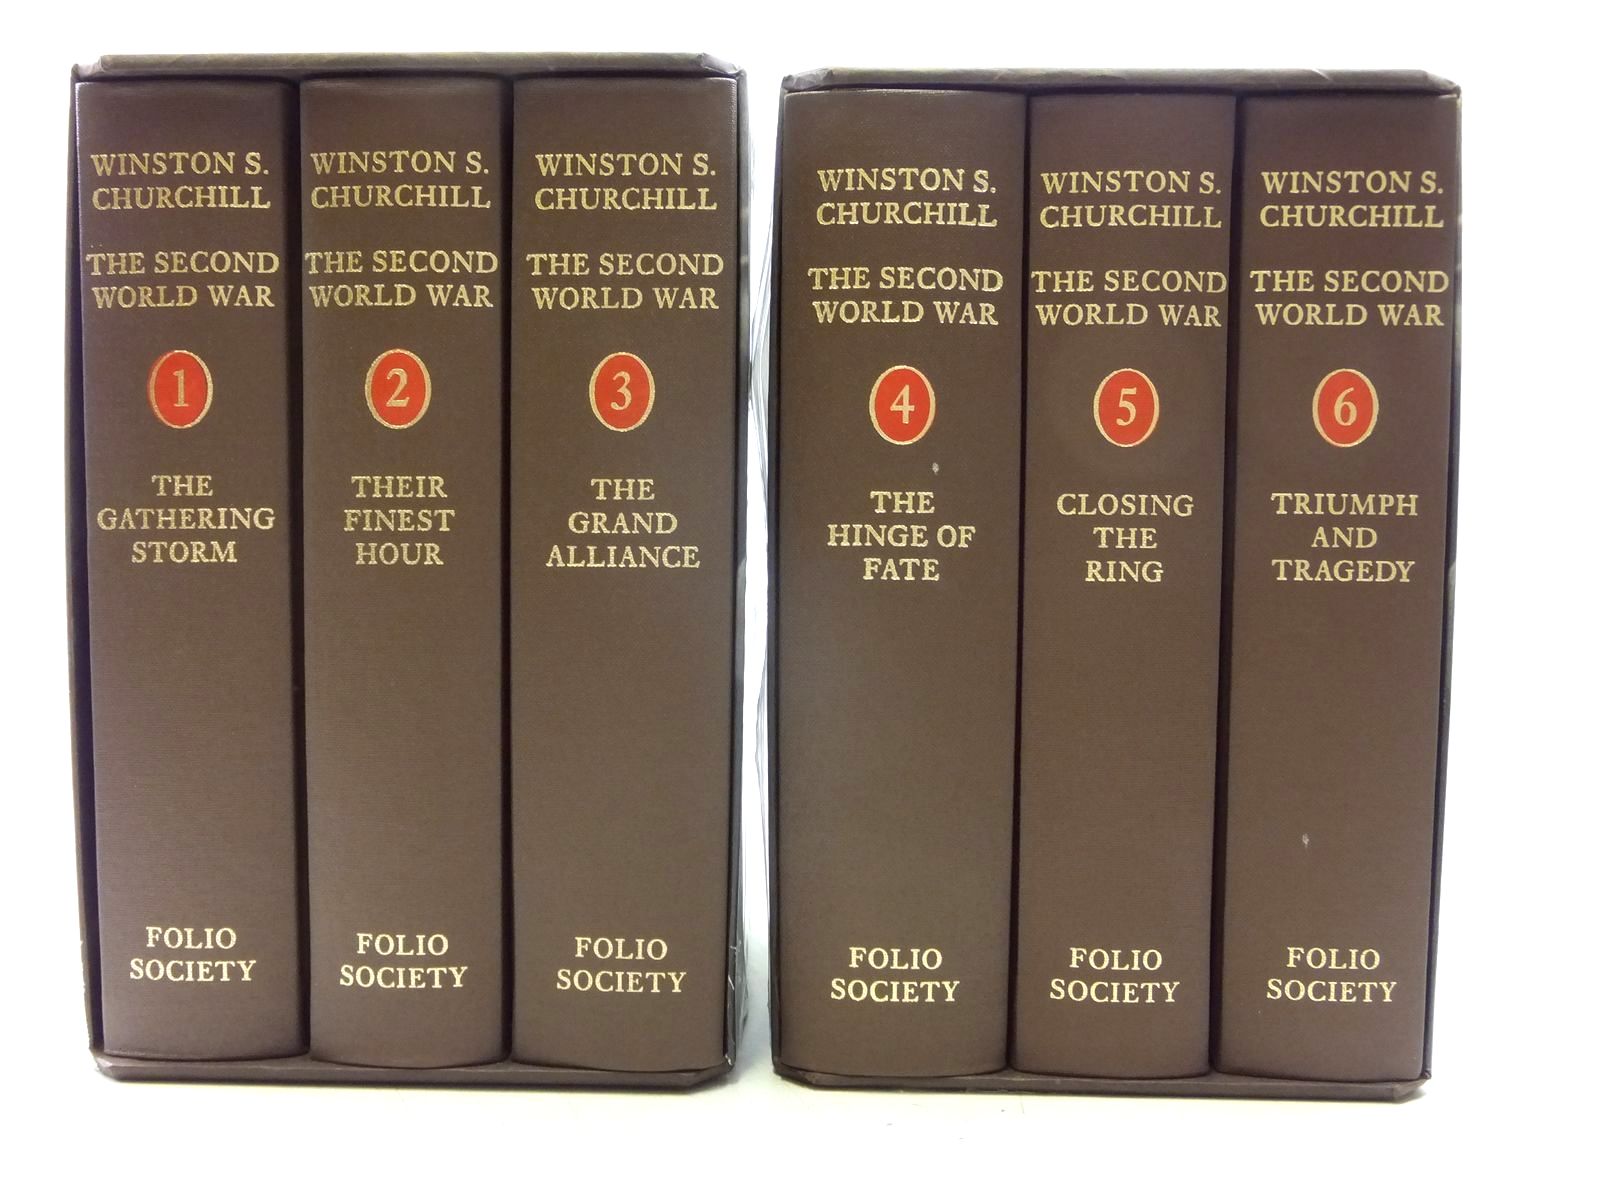 WINSTON S.
CHURCHILL
THE SECOND
WORLD WAR
1
THE
GATHERING
STORM
FOLIO
SOCIETY
WINSTON S.
CHURCHILL
THE SECOND
WORLD WAR
2
THEIR
FINEST
HOUR
FOLIO
SOCIETY
WINSTON S.
CHURCHILL
THE SECOND
WORLD WAR
3
THE
GRAND
ALLIANCE
FOLIO
SOCIETY
WINSTON S.
CHURCHILL
THE SECOND
WORLD WAR
4
THE
HINGE OF
FATE
FOLIO
SOCIETY
WINSTON S.
CHURCHILL
THE SECOND
WORLD WAR
5
CLOSING
THE
RING
FOLIO
SOCIETY
WINSTON S.
CHURCHILL
THE SECOND
WORLD WAR
6
TRIUMPH
AND
TRAGEDY
FOLIO
SOCIETY